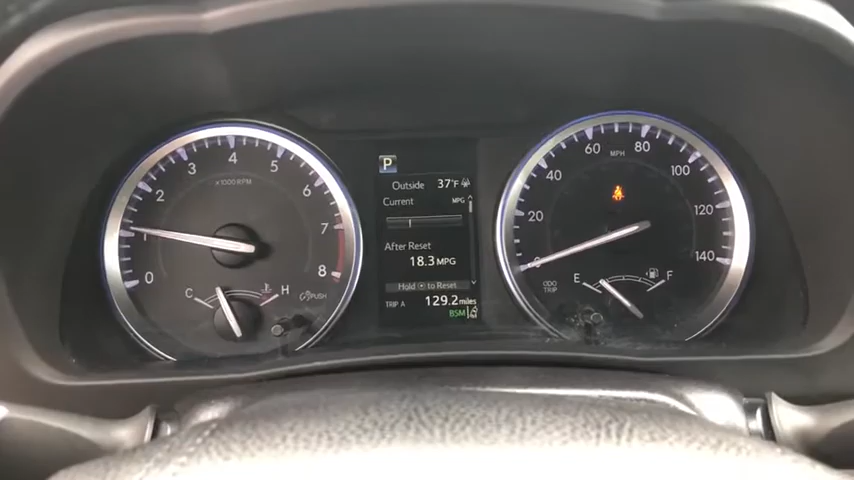 P
Outside 37°F
Current MPG
After Reset
18.3 MPG
Hold • to Reset
TRIP A 129.2 miles
BSM
0 1 2 3 4 5 6 7 8
×1000 RPM
C H
PUSH
0 20 40 60 80 100 120 140
MPH
ODO
TRIP
E F